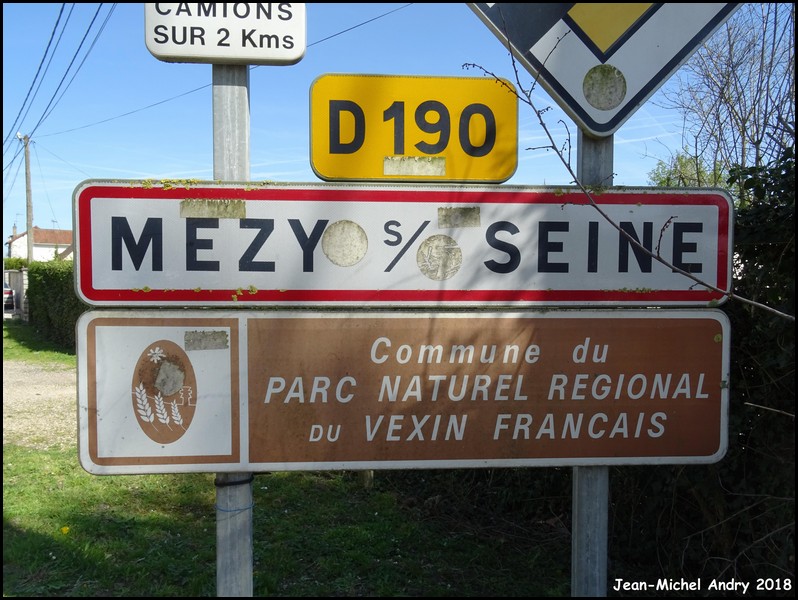 CAMIONS
SUR 2 Kms
D190
MEZY S/ SEINE
Commune du
PARC NATUREL REGIONAL
DU VEXIN FRANCAIS
Jean-Michel Andry 2018